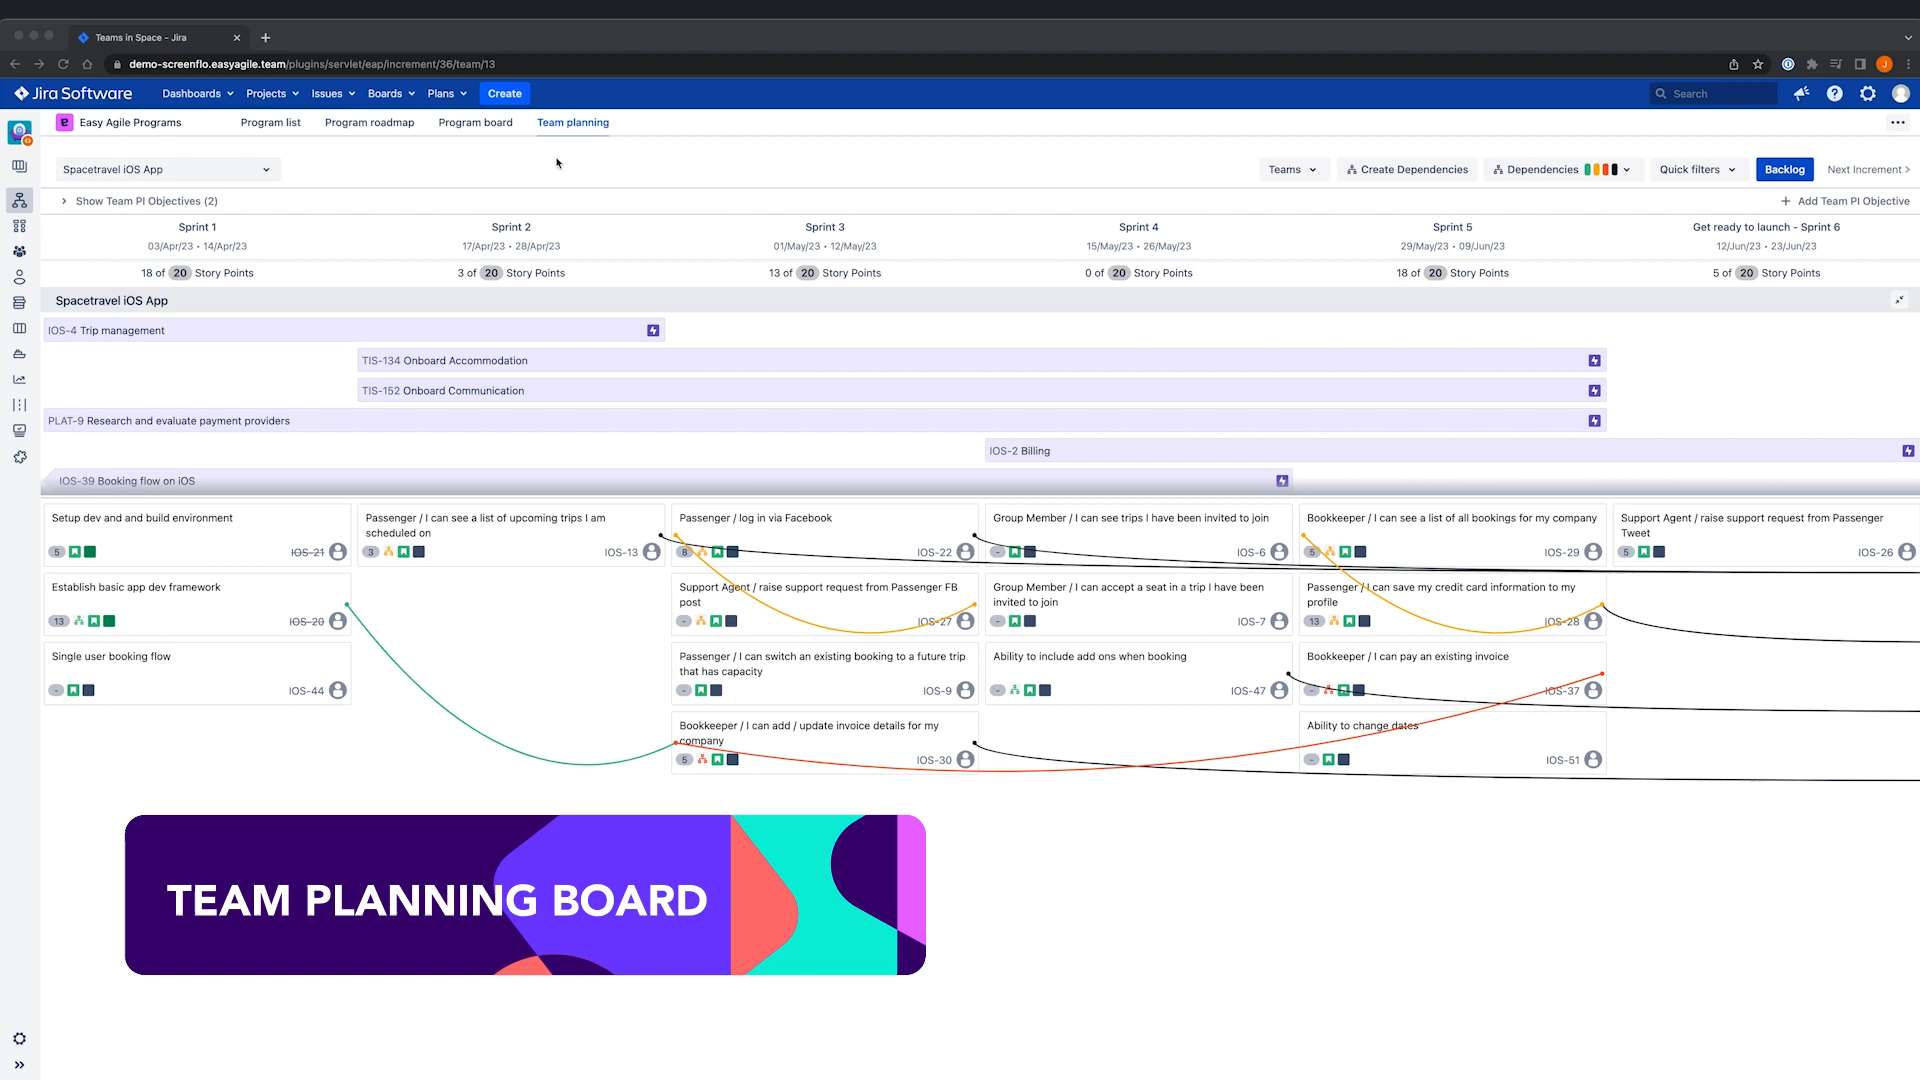 Teams in Space - Jira
demo-screenflo.easyagile.team/plugins/servlet/eap/increment/36/team/13
Jira Software
Dashboards
Projects
Issues
Boards
Plans
Create
Search
J
Easy Agile Programs
Program list
Program roadmap
Program board
Team planning
Spacetravel iOS App
Teams
Create Dependencies
Dependencies
Quick filters
Backlog
Next Increment >
Show Team PI Objectives (2)
+ Add Team PI Objective
Sprint 1
Sprint 2
Sprint 3
Sprint 4
Sprint 5
Get ready to launch - Sprint 6
03/Apr/23 • 14/Apr/23
17/Apr/23 • 28/Apr/23
01/May/23 • 12/May/23
15/May/23 • 26/May/23
29/May/23 • 09/Jun/23
12/Jun/23 • 23/Jun/23
18 of 20 Story Points
3 of 20 Story Points
13 of 20 Story Points
0 of 20 Story Points
18 of 20 Story Points
5 of 20 Story Points
Spacetravel iOS App
IOS-4 Trip management
TIS-134 Onboard Accommodation
TIS-152 Onboard Communication
PLAT-9 Research and evaluate payment providers
IOS-2 Billing
IOS-39 Booking flow on iOS
Setup dev and and build environment
5
IOS-21
Passenger / I can see a list of upcoming trips I am
scheduled on
3
IOS-13
Passenger / log in via Facebook
8
IOS-22
Group Member / I can see trips I have been invited to join
-
IOS-6
Bookkeeper / I can see a list of all bookings for my company
5
IOS-29
Support Agent / raise support request from Passenger
Tweet
5
IOS-26
Establish basic app dev framework
13
IOS-20
Support Agent / raise support request from Passenger FB
post
-
IOS-27
Group Member / I can accept a seat in a trip I have been
invited to join
-
IOS-7
Passenger / I can save my credit card information to my
profile
13
IOS-28
Single user booking flow
-
IOS-44
Passenger / I can switch an existing booking to a future trip
that has capacity
-
IOS-9
Ability to include add ons when booking
-
IOS-47
Bookkeeper / I can pay an existing invoice
-
IOS-37
Bookkeeper / I can add / update invoice details for my
company
5
IOS-30
Ability to change dates
-
IOS-51
TEAM PLANNING BOARD